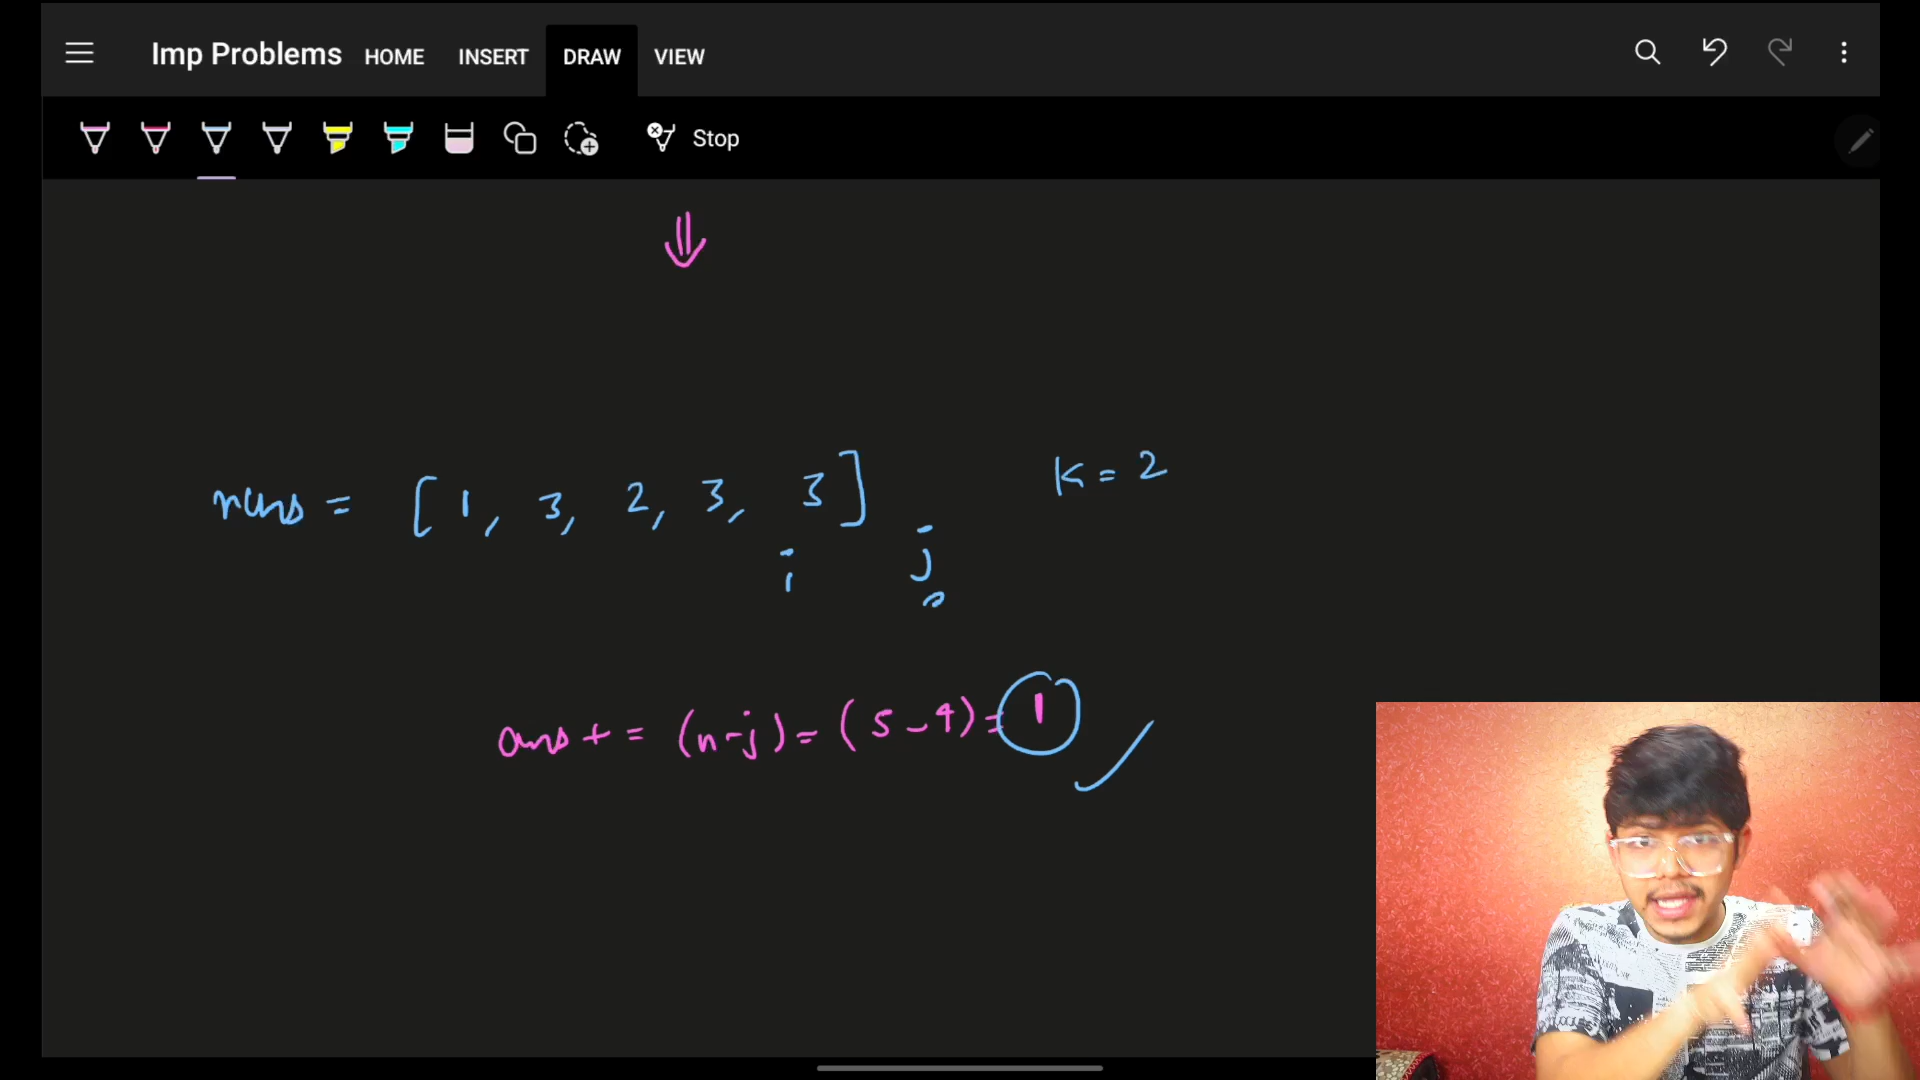 Imp Problems HOME INSERT DRAW VIEW
Stop
nums = [1, 3, 2, 3, 3] K = 2
i j
ans + = (n-j) = (5-4) = 1